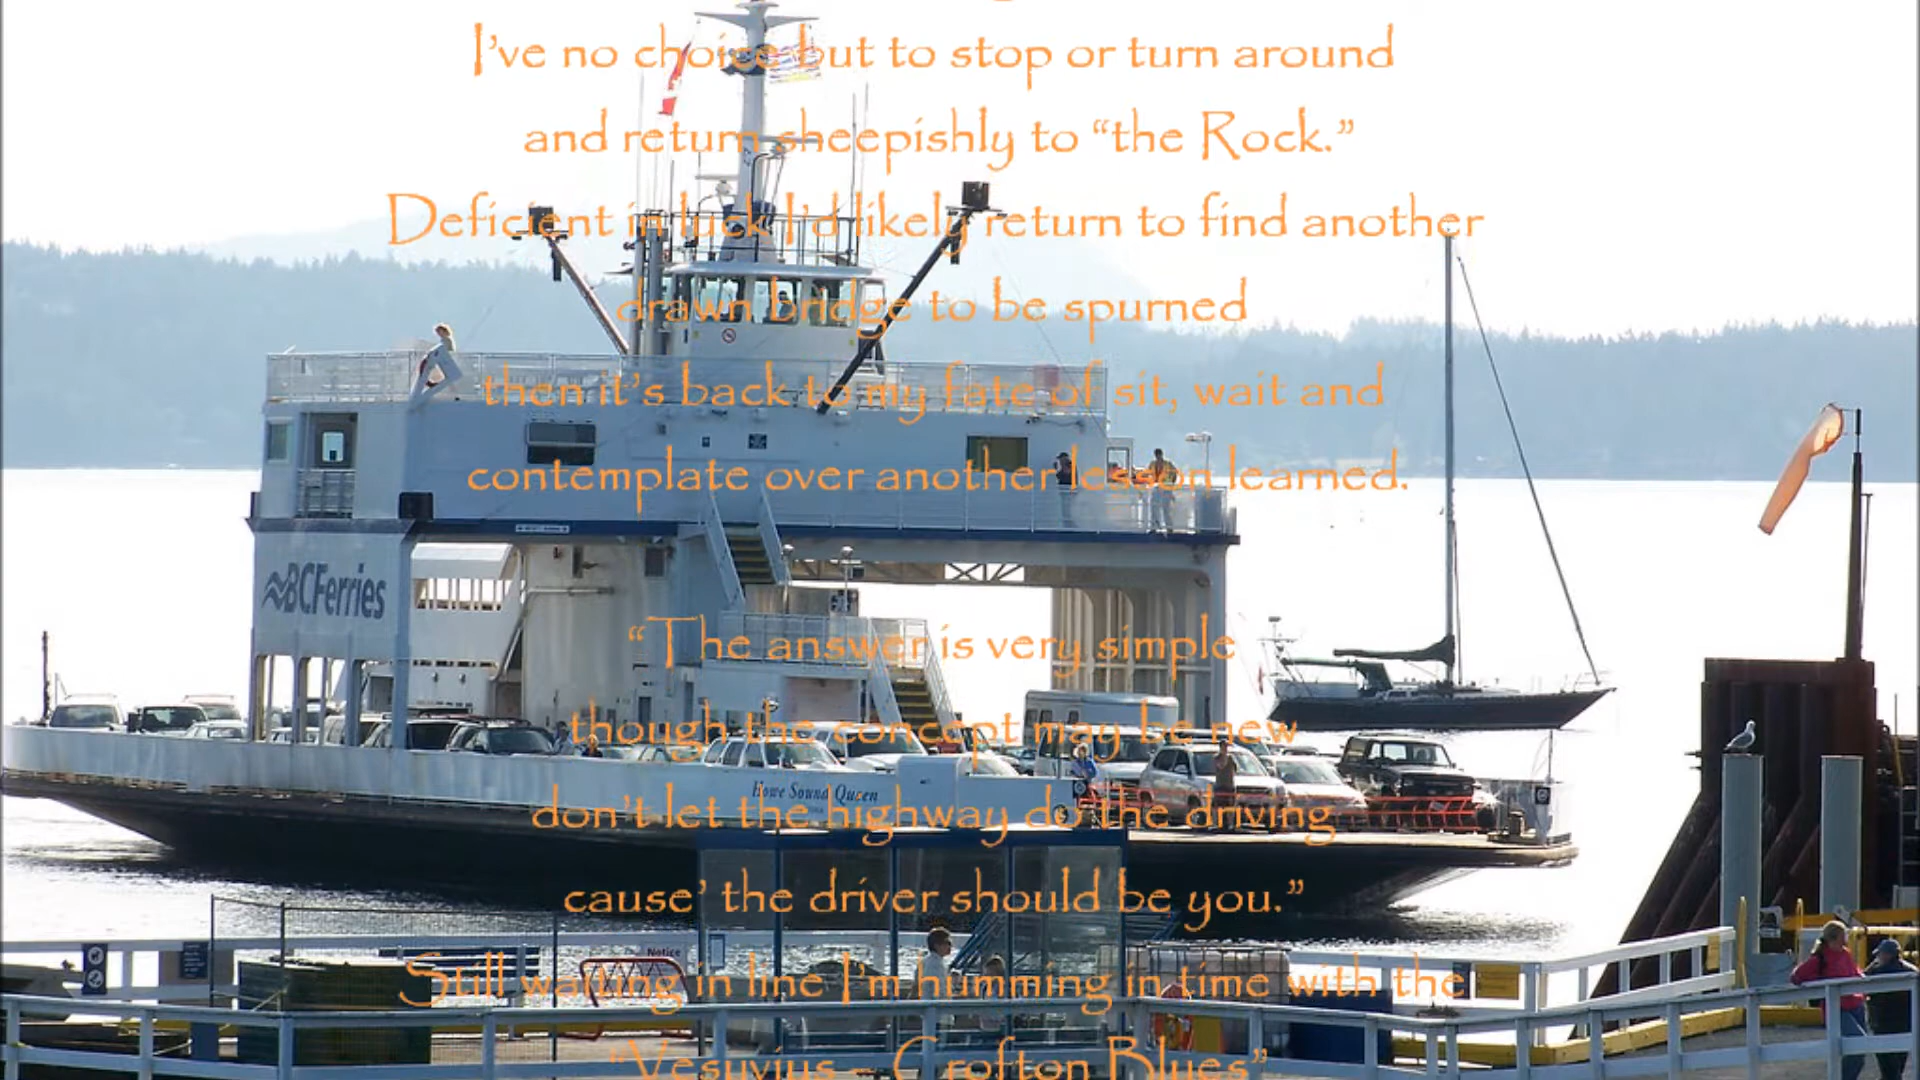 I've no choice but to stop or turn around
and return sheepishly to “the Rock.”
Deficient in luck I'd likely return to find another
drawn bridge to be spurned
then it's back to my fate of sit, wait and
contemplate over another lesson learned.
BCFerries
“The answer is very simple
though the concept may be new
Howe Sound Queen
don't let the highway do the driving
cause' the driver should be you.”
Notice
Still waiting in line I'm humming in time with the
“Vesuvius – Crofton Blues”